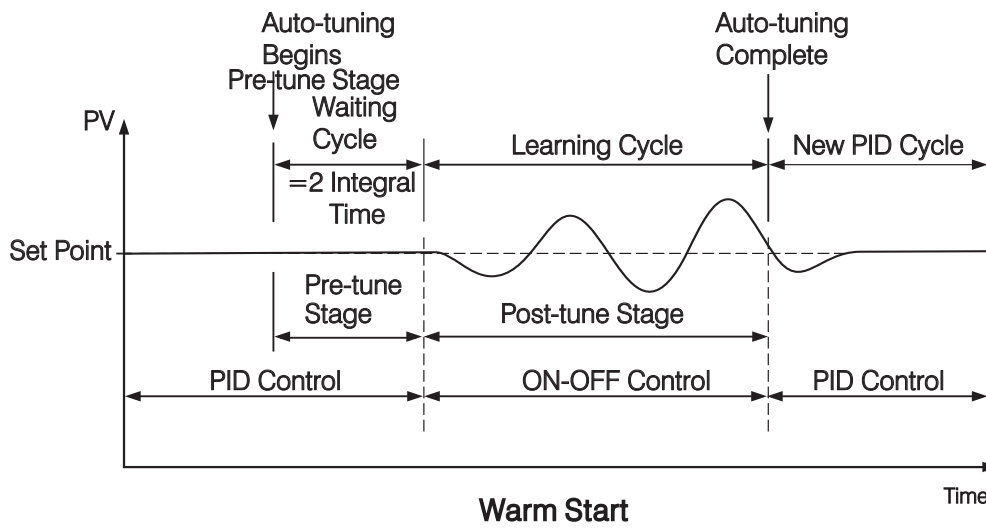 Auto-tuning
Begins
Pre-tune Stage
Waiting
Cycle
=2 Integral
Time
Auto-tuning
Complete
PV
Learning Cycle
New PID Cycle
Set Point
Pre-tune
Stage
Post-tune Stage
PID Control
ON-OFF Control
PID Control
Time
Warm Start